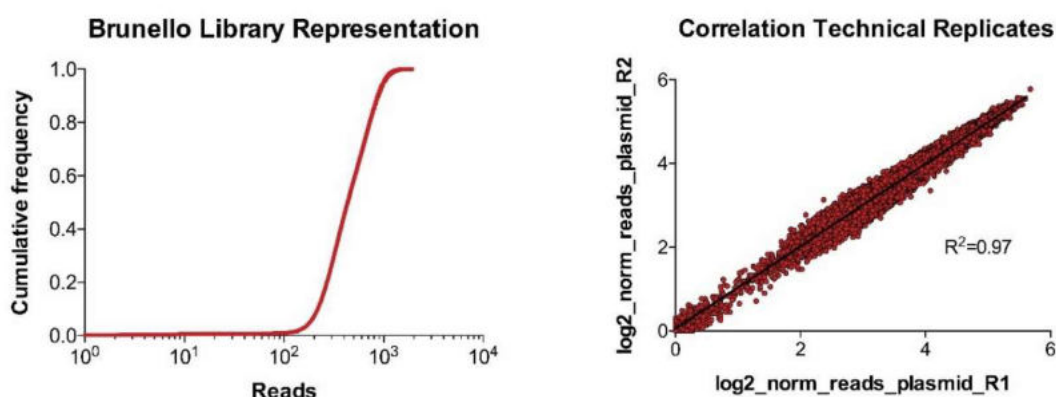 Brunello Library Representation
Cumulative frequency
1.0
0.8
0.6
0.4
0.2
0.0
10⁰
10¹
10²
10³
10⁴
Reads
Correlation Technical Replicates
log2_norm_reads_plasmid_R2
6
4
2
0
R²=0.97
0
2
4
6
log2_norm_reads_plasmid_R1